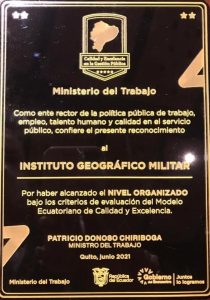 Calidad y Excelencia
en la Gestión Pública
Ministerio del Trabajo
Como ente rector de la política pública de trabajo,
empleo, talento humano y calidad en el servicio
público, confiere el presente reconocimiento
al
INSTITUTO GEOGRÁFICO MILITAR
Por haber alcanzado el NIVEL ORGANIZADO
bajo los criterios de evaluación del Modelo
Ecuatoriano de Calidad y Excelencia.
PATRICIO DONOSO CHIRIBOGA
MINISTRO DEL TRABAJO
Quito, junio 2021
Ministerio del Trabajo
República
del Ecuador
Gobierno
del Encuentro
Juntos
lo logramos